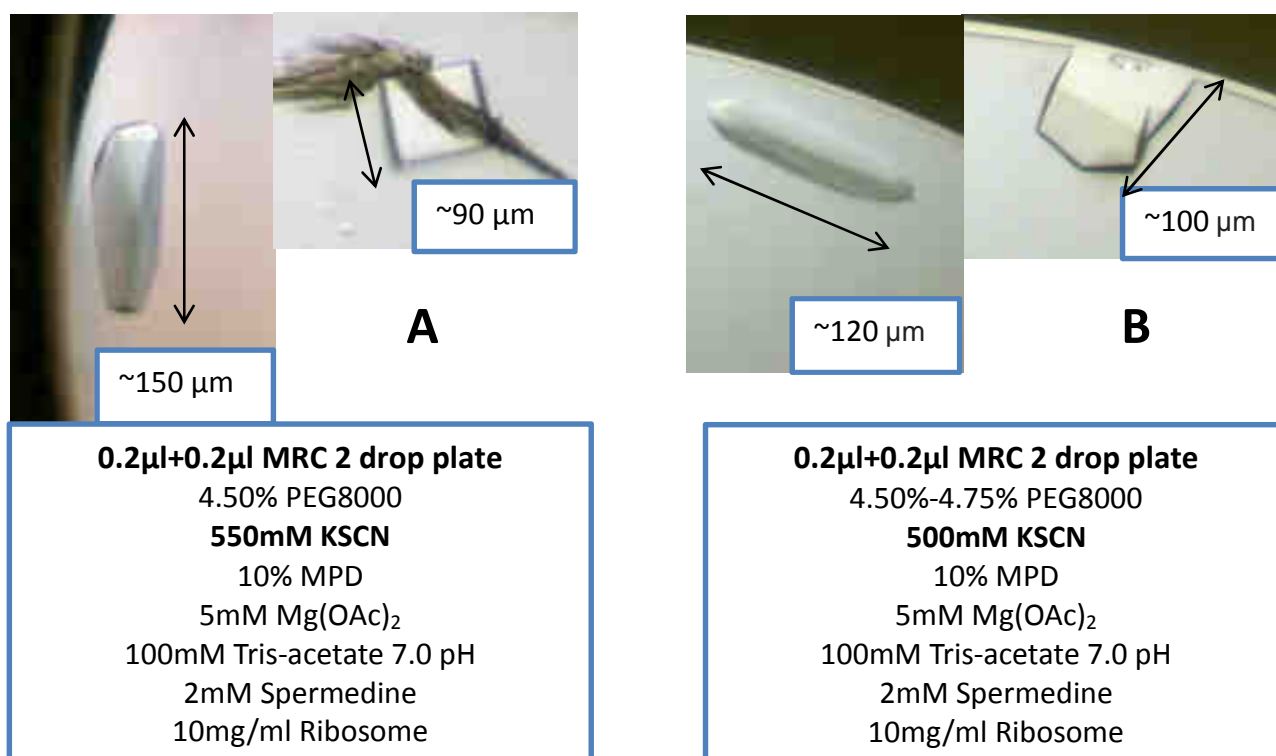 ~90 µm
A
~150 µm
0.2µl+0.2µl MRC 2 drop plate
4.50% PEG8000
550mM KSCN
10% MPD
5mM Mg(OAc)₂
100mM Tris-acetate 7.0 pH
2mM Spermedine
10mg/ml Ribosome
~100 µm
~120 µm
B
0.2µl+0.2µl MRC 2 drop plate
4.50%-4.75% PEG8000
500mM KSCN
10% MPD
5mM Mg(OAc)₂
100mM Tris-acetate 7.0 pH
2mM Spermedine
10mg/ml Ribosome